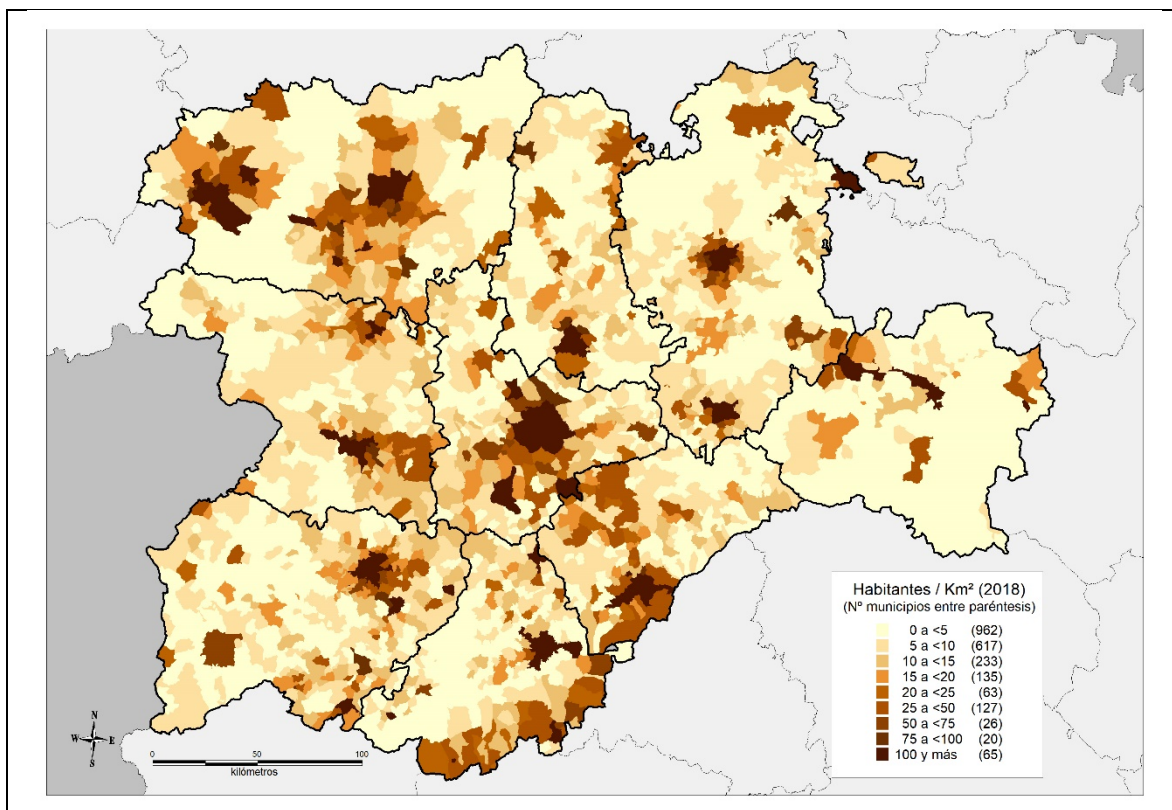 Habitantes / Km² (2018)
(Nº municipios entre paréntesis)
0 a <5 (962)
5 a <10 (617)
10 a <15 (233)
15 a <20 (135)
20 a <25 (63)
25 a <50 (127)
50 a <75 (26)
75 a <100 (20)
100 y más (65)
N
W E
S
0 50 100
kilómetros